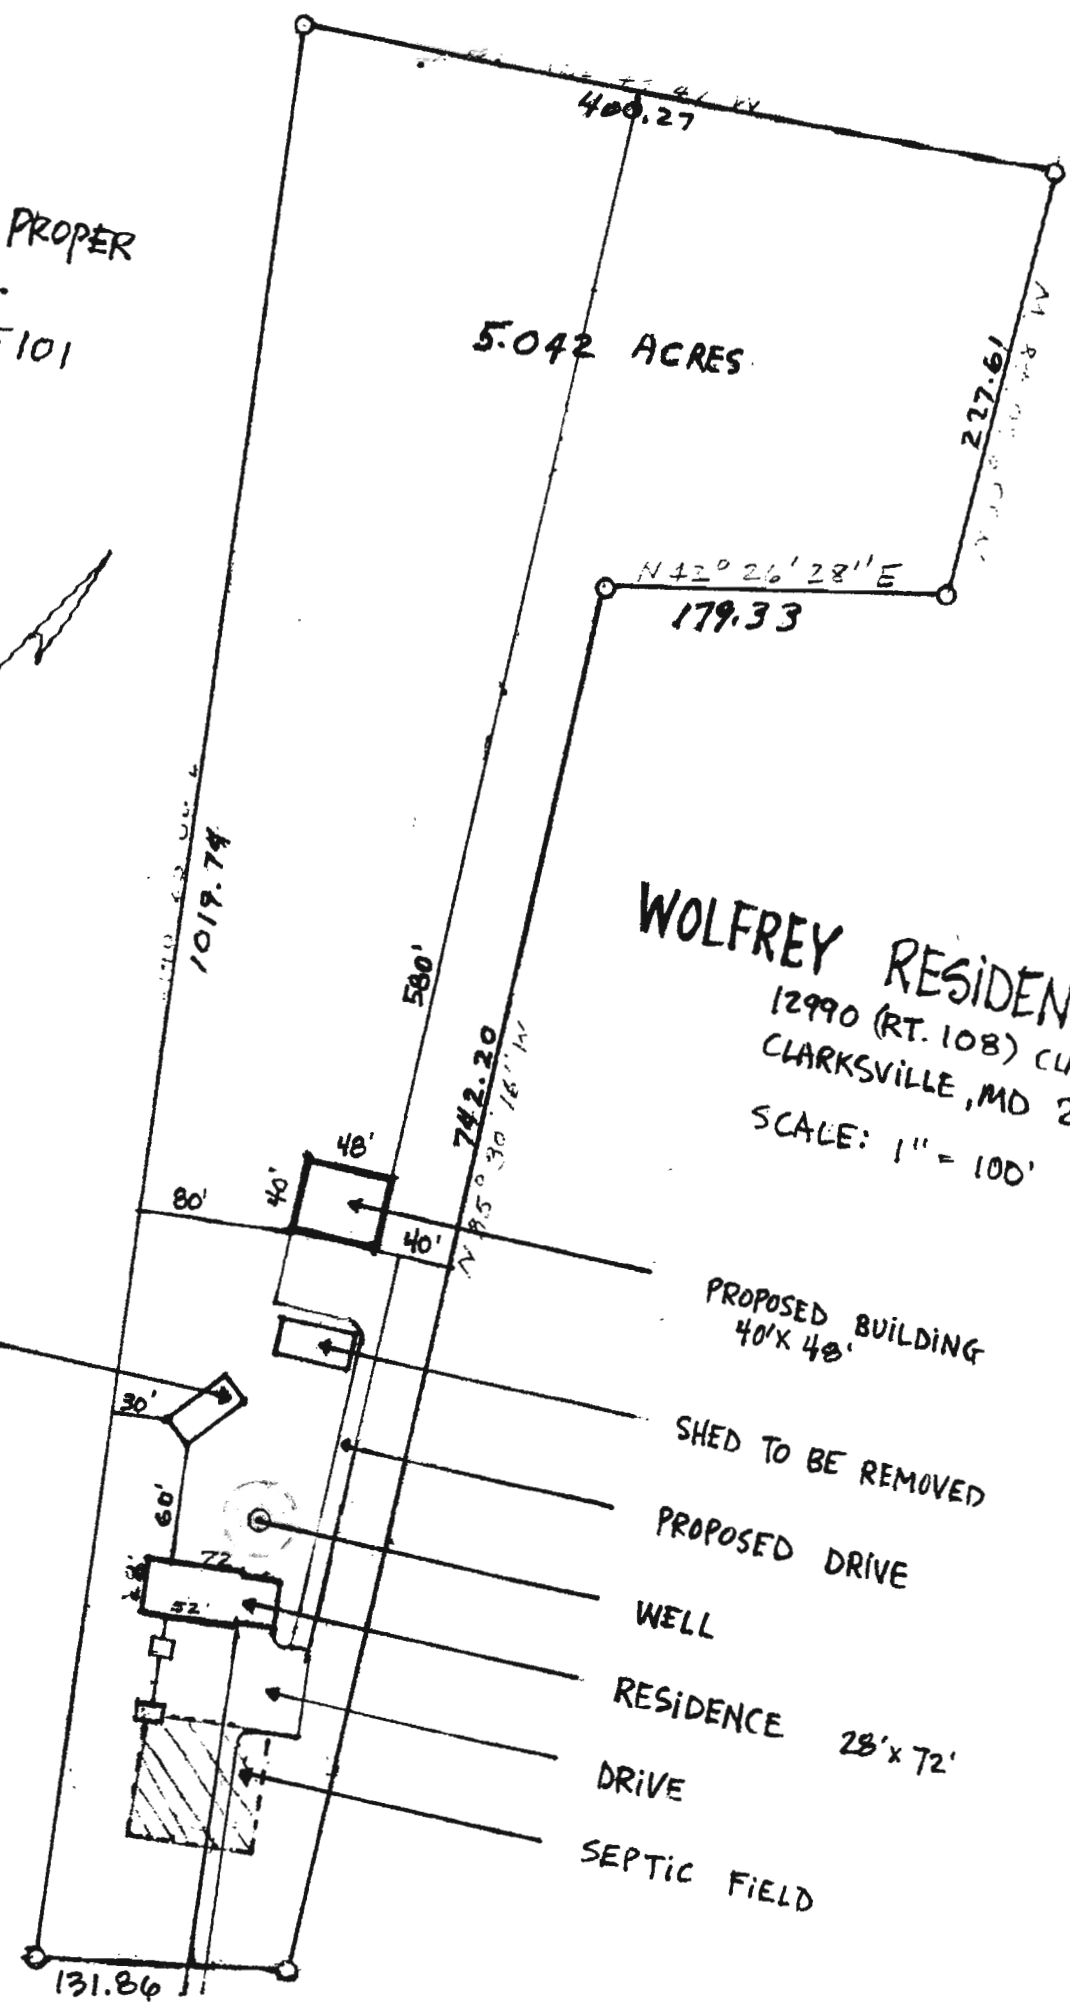 400.27
PROPER
101
5.042 ACRES
227.61
N 42° 26' 28" E
179.33
1019.74
580'
742.20
WOLFREY RESIDEN
12990 (RT. 108) CLA
CLARKSVILLE, MD 2
SCALE: 1" = 100'
48'
40'
80'
40'
PROPOSED BUILDING
40' X 48'
30'
SHED TO BE REMOVED
60'
PROPOSED DRIVE
72
WELL
52'
RESIDENCE 28' x 72'
DRIVE
SEPTIC FIELD
131.86